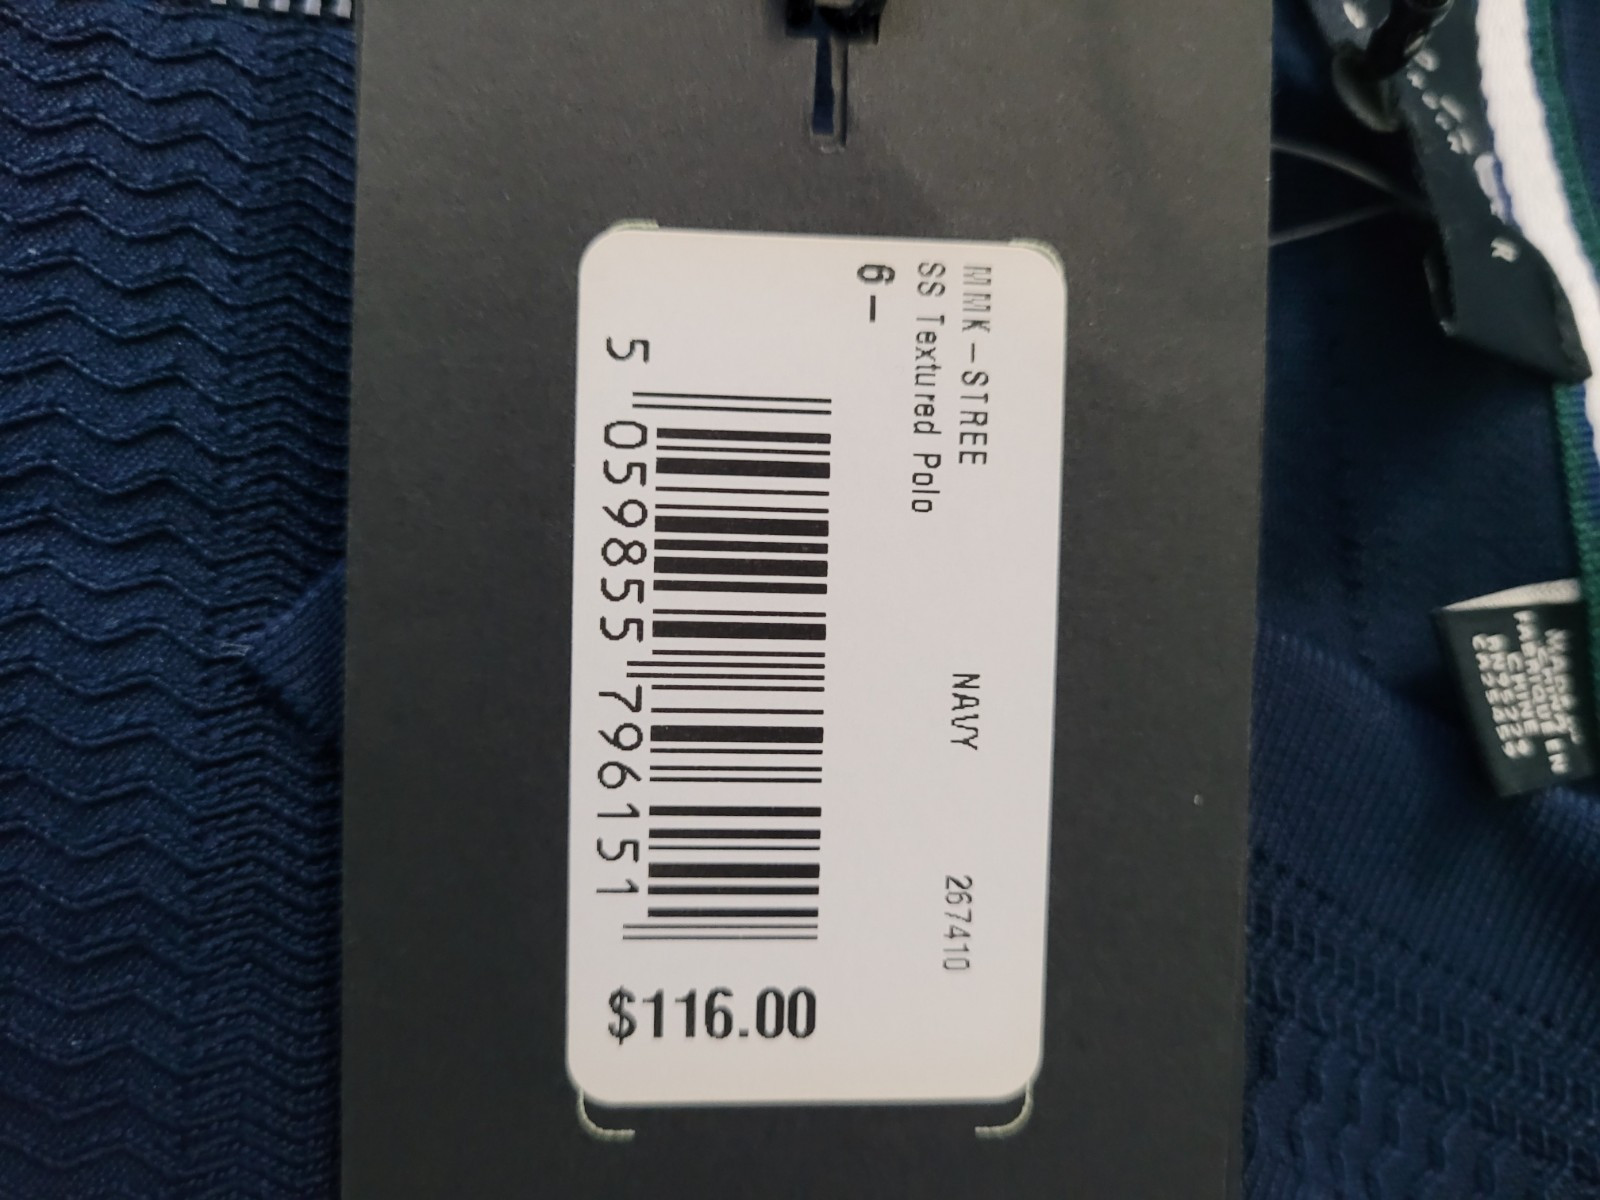 MMK-STREE
SS Textured Polo
6-
NAVY
267410
5 059855 796151
$116.00